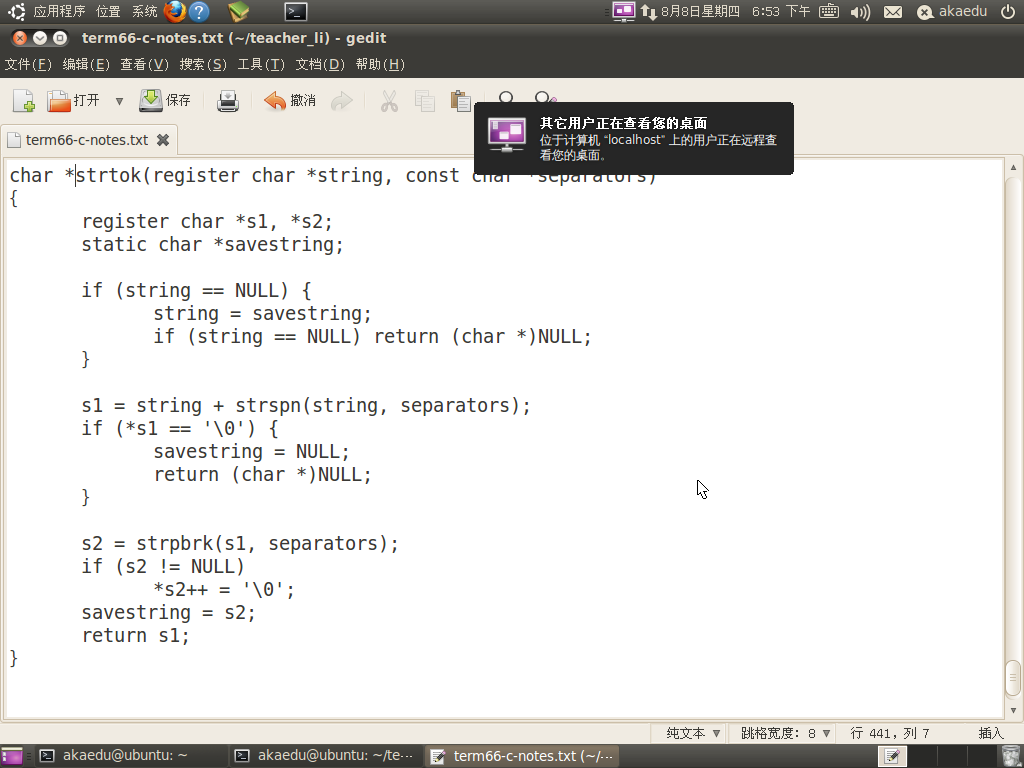 应用程序 位置 系统 8月8日星期四 6:53 下午 akaedu
term66-c-notes.txt (~/teacher_li) - gedit
文件(F) 编辑(E) 查看(V) 搜索(S) 工具(T) 文档(D) 帮助(H)
打开 保存 撤消
其它用户正在查看您的桌面
位于计算机 “localhost” 上的用户正在远程查
看您的桌面。
term66-c-notes.txt
char *strtok(register char *string, const char *separators)
{
register char *s1, *s2;
static char *savestring;
if (string == NULL) {
string = savestring;
if (string == NULL) return (char *)NULL;
}
s1 = string + strspn(string, separators);
if (*s1 == '\0') {
savestring = NULL;
return (char *)NULL;
}
s2 = strpbrk(s1, separators);
if (s2 != NULL)
*s2++ = '\0';
savestring = s2;
return s1;
}
纯文本 跳格宽度: 8 行 441, 列 7 插入
akaedu@ubuntu: ~ akaedu@ubuntu: ~/te··· term66-c-notes.txt (~/···